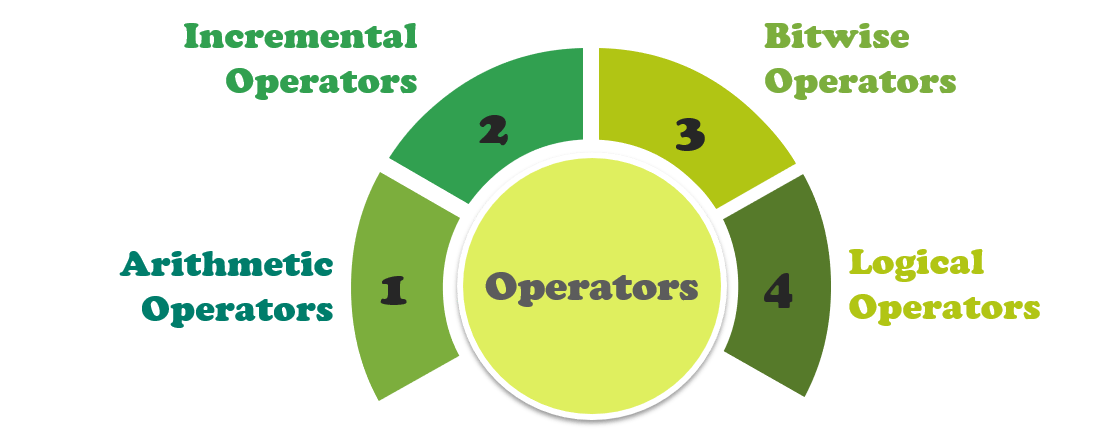 Incremental
Operators
Bitwise
Operators
2
3
Arithmetic
Operators
1
Operators
4
Logical
Operators